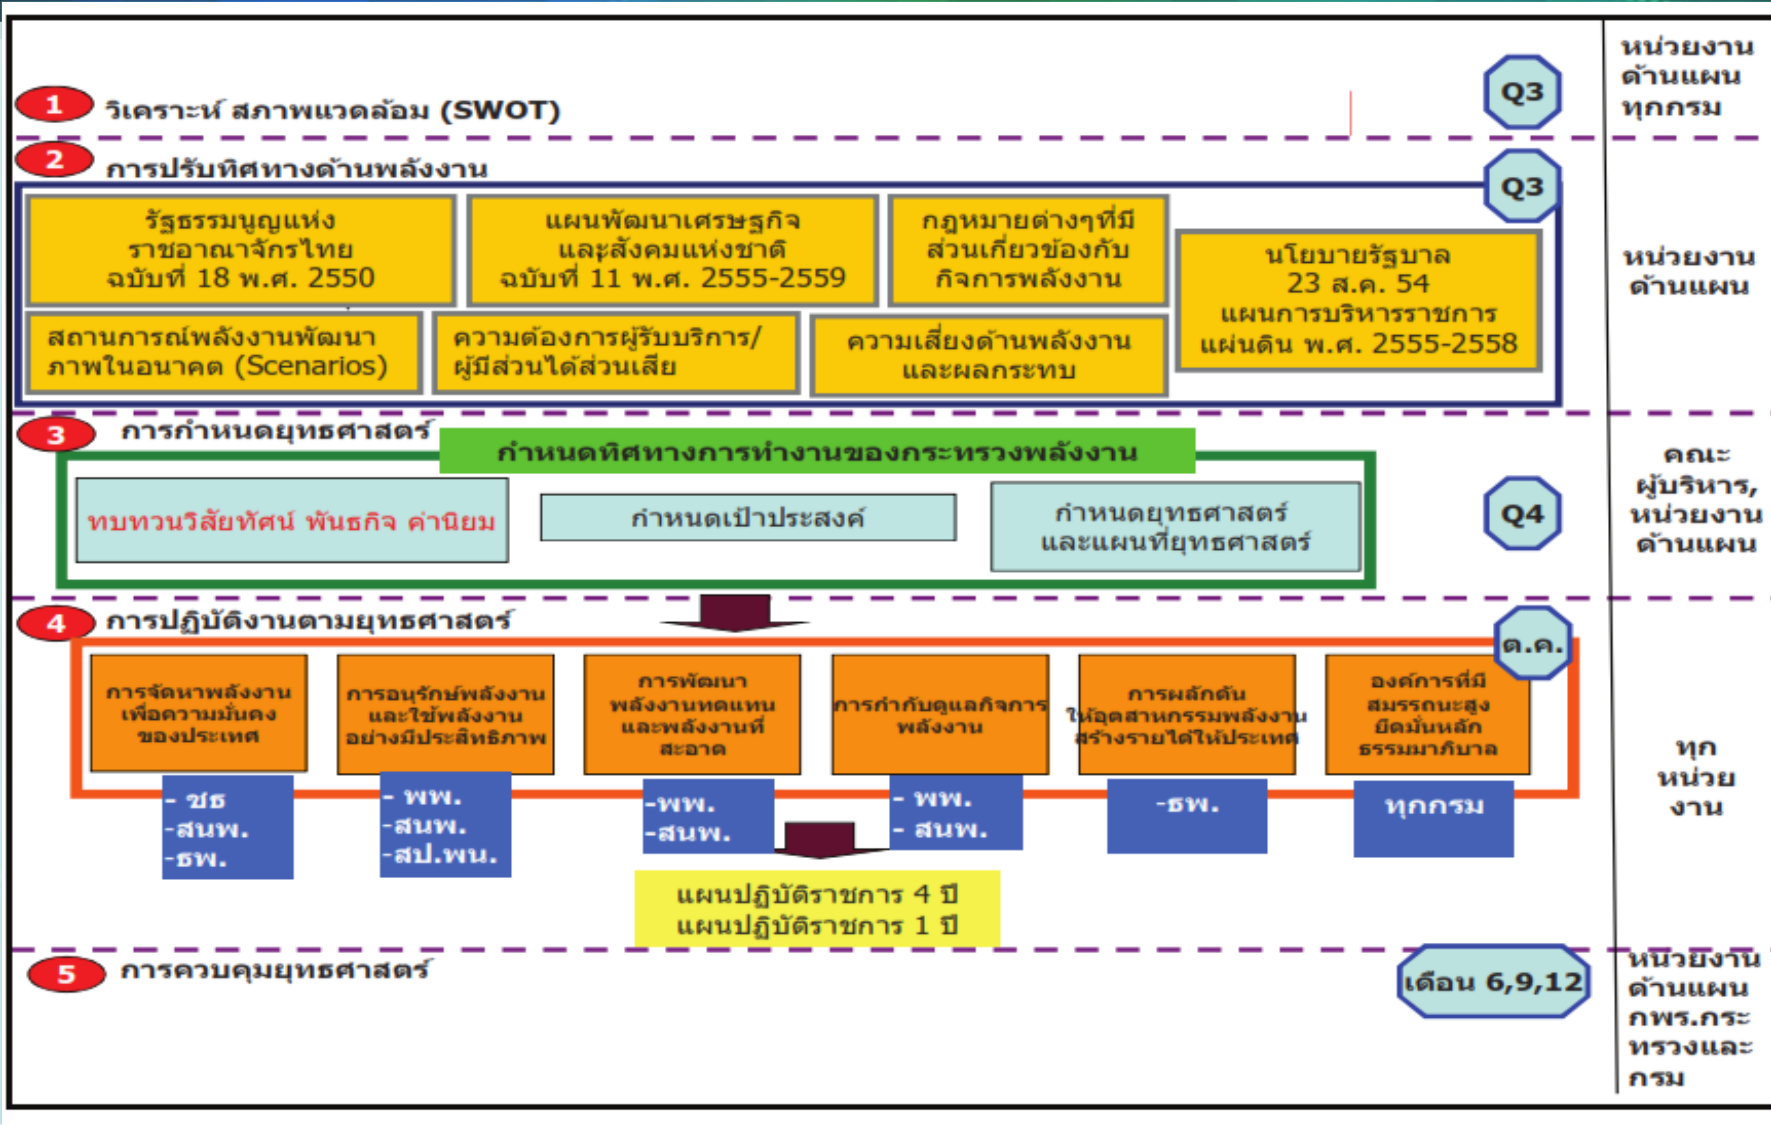 1
วิเคราะห์ สภาพแวดล้อม (SWOT)
Q3
หน่วยงาน
ด้านแผน
ทุกกรม
2
การปรับทิศทางด้านพลังงาน
Q3
รัฐธรรมนูญแห่ง
ราชอาณาจักรไทย
ฉบับที่ 18 พ.ศ. 2550
แผนพัฒนาเศรษฐกิจ
และสังคมแห่งชาติ
ฉบับที่ 11 พ.ศ. 2555-2559
กฎหมายต่างๆที่มี
ส่วนเกี่ยวข้องกับ
กิจการพลังงาน
นโยบายรัฐบาล
23 ส.ค. 54
แผนการบริหารราชการ
แผ่นดิน พ.ศ. 2555-2558
สถานการณ์พลังงานพัฒนา
ภาพในอนาคต (Scenarios)
ความต้องการผู้รับบริการ/
ผู้มีส่วนได้ส่วนเสีย
ความเสี่ยงด้านพลังงาน
และผลกระทบ
หน่วยงาน
ด้านแผน
3
การกำหนดยุทธศาสตร์
กำหนดทิศทางการทำงานของกระทรวงพลังงาน
ทบทวนวิสัยทัศน์ พันธกิจ ค่านิยม
กำหนดเป้าประสงค์
กำหนดยุทธศาสตร์
และแผนที่ยุทธศาสตร์
Q4
คณะ
ผู้บริหาร,
หน่วยงาน
ด้านแผน
4
การปฏิบัติงานตามยุทธศาสตร์
ต.ค.
การจัดหาพลังงาน
เพื่อความมั่นคง
ของประเทศ
การอนุรักษ์พลังงาน
และใช้พลังงาน
อย่างมีประสิทธิภาพ
การพัฒนา
พลังงานทดแทน
และพลังงานที่
สะอาด
การกำกับดูแลกิจการ
พลังงาน
การผลักดัน
ให้อุตสาหกรรมพลังงาน
สร้างรายได้ให้ประเทศ
องค์การที่มี
สมรรถนะสูง
ยึดมั่นหลัก
ธรรมมาภิบาล
- ชธ
-สนพ.
-ธพ.
- พพ.
-สนพ.
-สป.พน.
-พพ.
-สนพ.
- พพ.
- สนพ.
-ธพ.
ทุกกรม
ทุก
หน่วย
งาน
แผนปฏิบัติราชการ 4 ปี
แผนปฏิบัติราชการ 1 ปี
5
การควบคุมยุทธศาสตร์
เดือน 6,9,12
หน่วยงาน
ด้านแผน
กพร.กระ
ทรวงและ
กรม